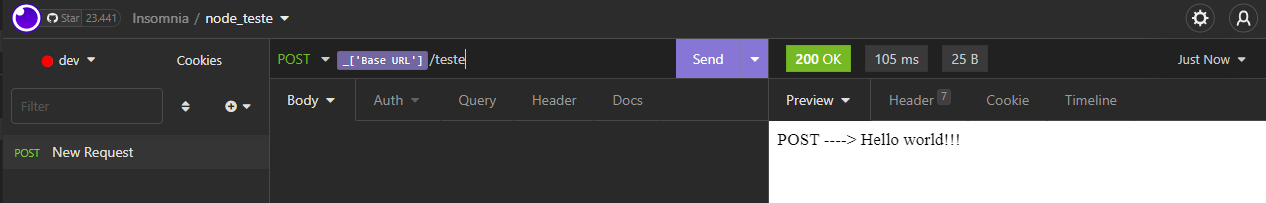 Star 23,441 Insomnia / node_teste
dev Cookies
Filter
POST New Request
POST _['Base URL'] /teste Send
Body Auth Query Header Docs
200 OK 105 ms 25 B Just Now
Preview Header 7 Cookie Timeline
POST ----> Hello world!!!